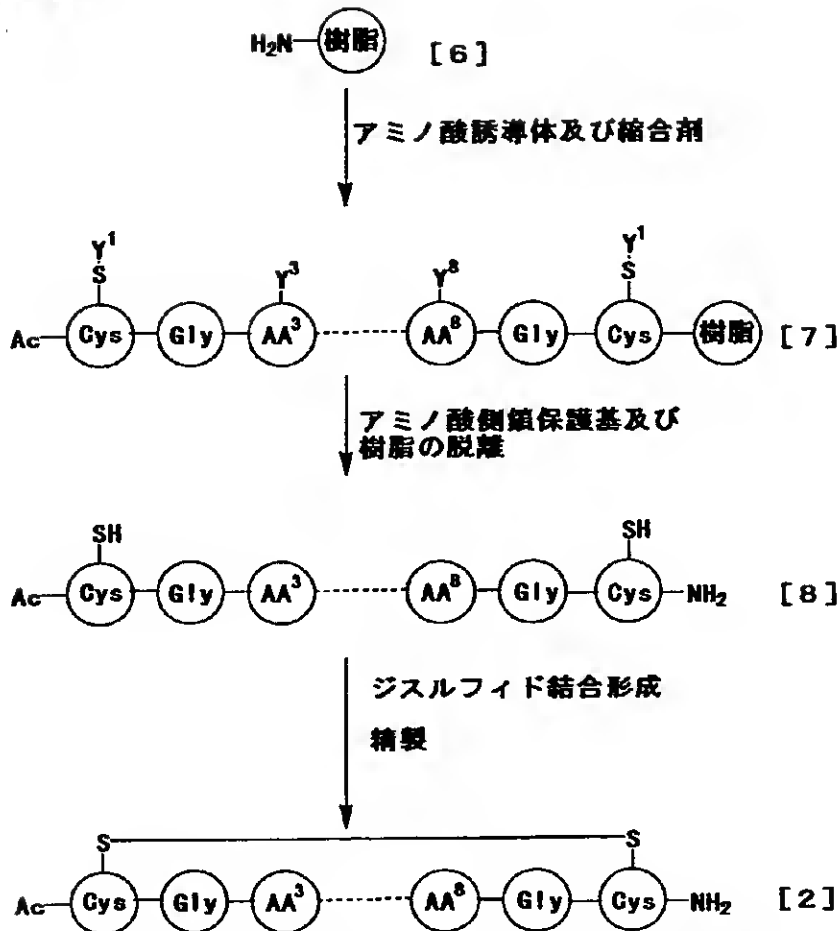 H₂N 樹脂 [6]
アミノ酸誘導体及び縮合剤
Y¹ Y¹
S Y³ Y⁸ S
Ac Cys Gly AA³ AA⁸ Gly Cys 樹脂 [7]
アミノ酸側鎖保護基及び
樹脂の脱離
SH SH
Ac Cys Gly AA³ AA⁸ Gly Cys NH₂ [8]
ジスルフィド結合形成
精製
S S
Ac Cys Gly AA³ AA⁸ Gly Cys NH₂ [2]